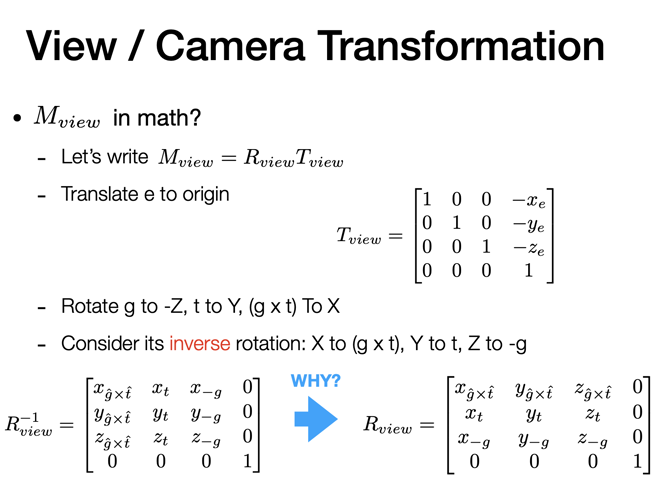 View / Camera Transformation
• $M_{view}$ in math?
- Let's write $M_{view} = R_{view}T_{view}$
- Translate e to origin
$T_{view} = \begin{bmatrix} 1 & 0 & 0 & -x_e \\ 0 & 1 & 0 & -y_e \\ 0 & 0 & 1 & -z_e \\ 0 & 0 & 0 & 1 \end{bmatrix}$
- Rotate g to -Z, t to Y, (g x t) To X
- Consider its inverse rotation: X to (g x t), Y to t, Z to -g
$R_{view}^{-1} = \begin{bmatrix} x_{\hat{g}\times\hat{t}} & x_t & x_{-g} & 0 \\ y_{\hat{g}\times\hat{t}} & y_t & y_{-g} & 0 \\ z_{\hat{g}\times\hat{t}} & z_t & z_{-g} & 0 \\ 0 & 0 & 0 & 1 \end{bmatrix}$
WHY?
$R_{view} = \begin{bmatrix} x_{\hat{g}\times\hat{t}} & y_{\hat{g}\times\hat{t}} & z_{\hat{g}\times\hat{t}} & 0 \\ x_t & y_t & z_t & 0 \\ x_{-g} & y_{-g} & z_{-g} & 0 \\ 0 & 0 & 0 & 1 \end{bmatrix}$